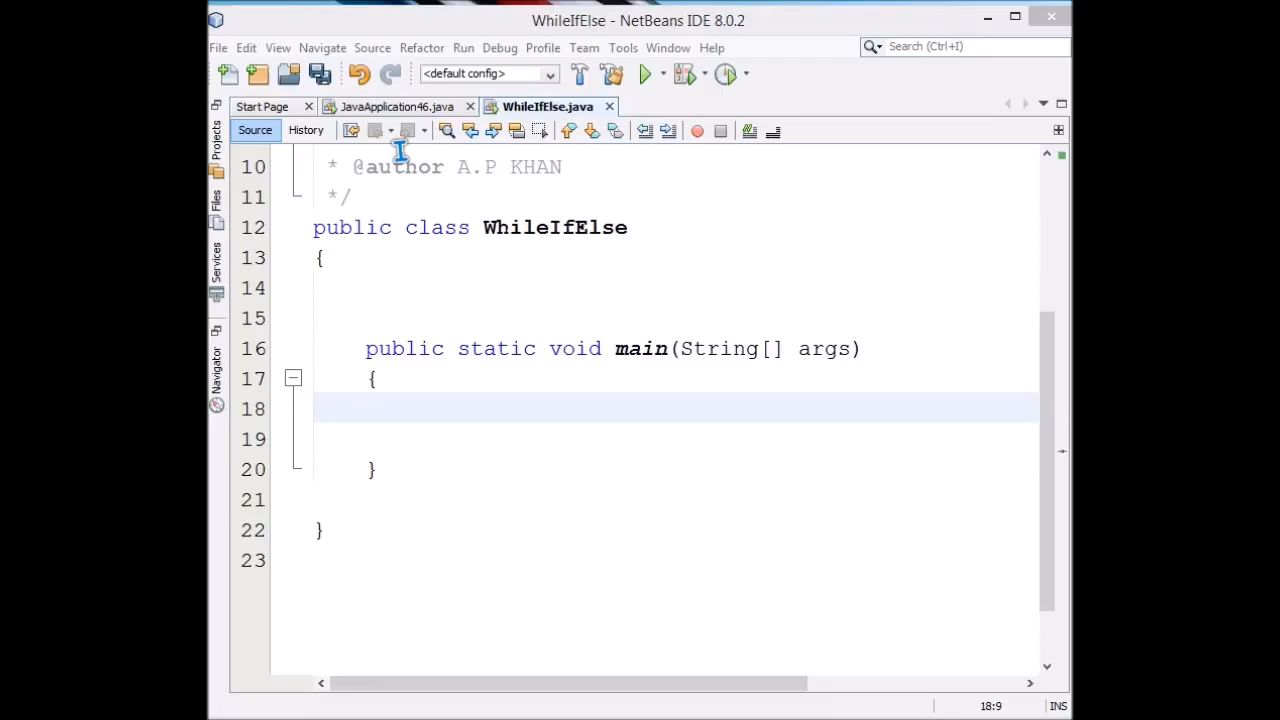 WhileIfElse - NetBeans IDE 8.0.2
File Edit View Navigate Source Refactor Run Debug Profile Team Tools Window Help
Search (Ctrl+I)
<default config>
Start Page JavaApplication46.java WhileIfElse.java
Source History
Projects
Files
Services
Navigator
10 * @author A.P KHAN
11 */
12 public class WhileIfElse
13 {
14
15
16 public static void main(String[] args)
17 {
18
19
20 }
21
22 }
23
18:9 INS